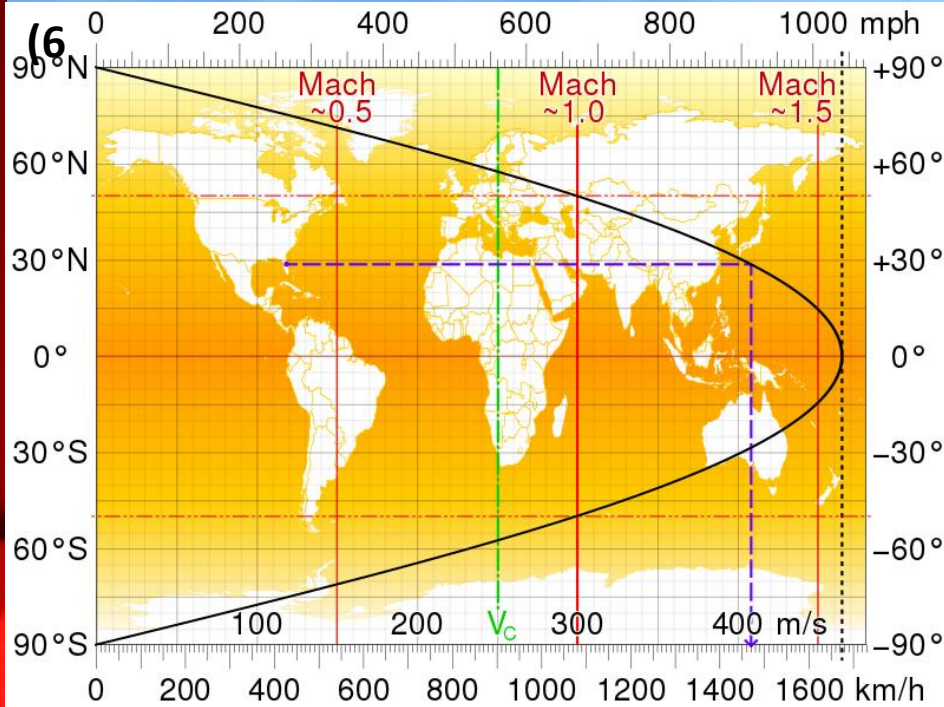 (6
0 200 400 600 800 1000 mph
90°N +90°
Mach ~0.5
Mach ~1.0
Mach ~1.5
60°N +60°
30°N +30°
0° 0°
30°S −30°
60°S −60°
100 200 Vc 300 400 m/s
90°S −90°
0 200 400 600 800 1000 1200 1400 1600 km/h